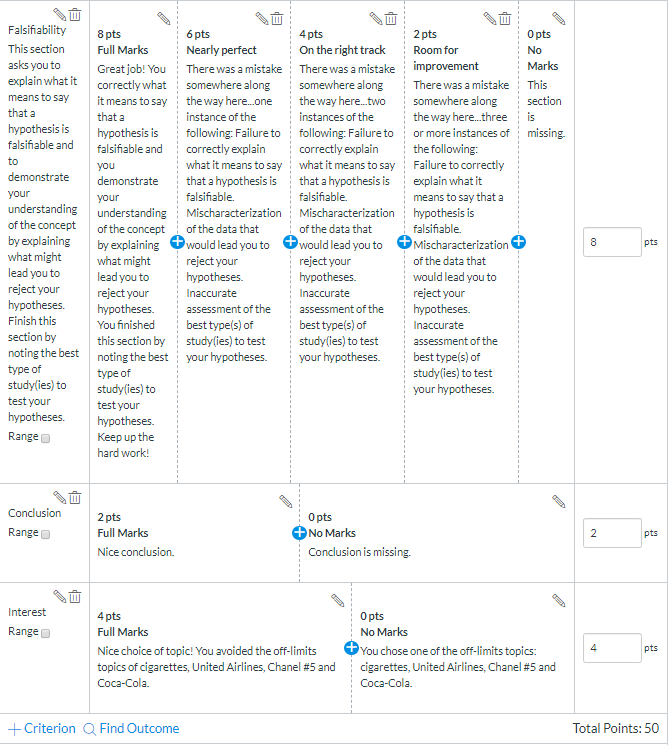 Falsifiability
This section
asks you to
explain what it
means to say
that a
hypothesis is
falsifiable and
to
demonstrate
your
understanding
of the concept
by explaining
what might
lead you to
reject your
hypotheses.
Finish this
section by
noting the best
type of
study(ies) to
test your
hypotheses.
Range
8 pts
Full Marks
Great job! You
correctly what
it means to say
that a
hypothesis is
falsifiable and
you
demonstrate
your
understanding
of the concept
by explaining
what might
lead you to
reject your
hypotheses.
You finished
this section by
noting the best
type of
study(ies) to
test your
hypotheses.
Keep up the
hard work!
6 pts
Nearly perfect
There was a mistake
somewhere along
the way here...one
instance of the
following: Failure to
correctly explain
what it means to say
that a hypothesis is
falsifiable.
Mischaracterization
of the data that
would lead you to
reject your
hypotheses.
Inaccurate
assessment of the
best type(s) of
study(ies) to test
your hypotheses.
4 pts
On the right track
There was a mistake
somewhere along
the way here...two
instances of the
following: Failure to
correctly explain
what it means to say
that a hypothesis is
falsifiable.
Mischaracterization
of the data that
would lead you to
reject your
hypotheses.
Inaccurate
assessment of the
best type(s) of
study(ies) to test
your hypotheses.
2 pts
Room for
improvement
There was a mistake
somewhere along
the way here...three
or more instances of
the following:
Failure to correctly
explain what it
means to say that a
hypothesis is
falsifiable.
Mischaracterization
of the data that
would lead you to
reject your
hypotheses.
Inaccurate
assessment of the
best type(s) of
study(ies) to test
your hypotheses.
0 pts
No
Marks
This
section
is
missing.
8 pts
Conclusion
Range
2 pts
Full Marks
Nice conclusion.
0 pts
No Marks
Conclusion is missing.
2 pts
Interest
Range
4 pts
Full Marks
Nice choice of topic! You avoided the off-limits
topics of cigarettes, United Airlines, Chanel #5 and
Coca-Cola.
0 pts
No Marks
You chose one of the off-limits topics:
cigarettes, United Airlines, Chanel #5 and
Coca-Cola.
4 pts
Criterion Find Outcome Total Points: 50